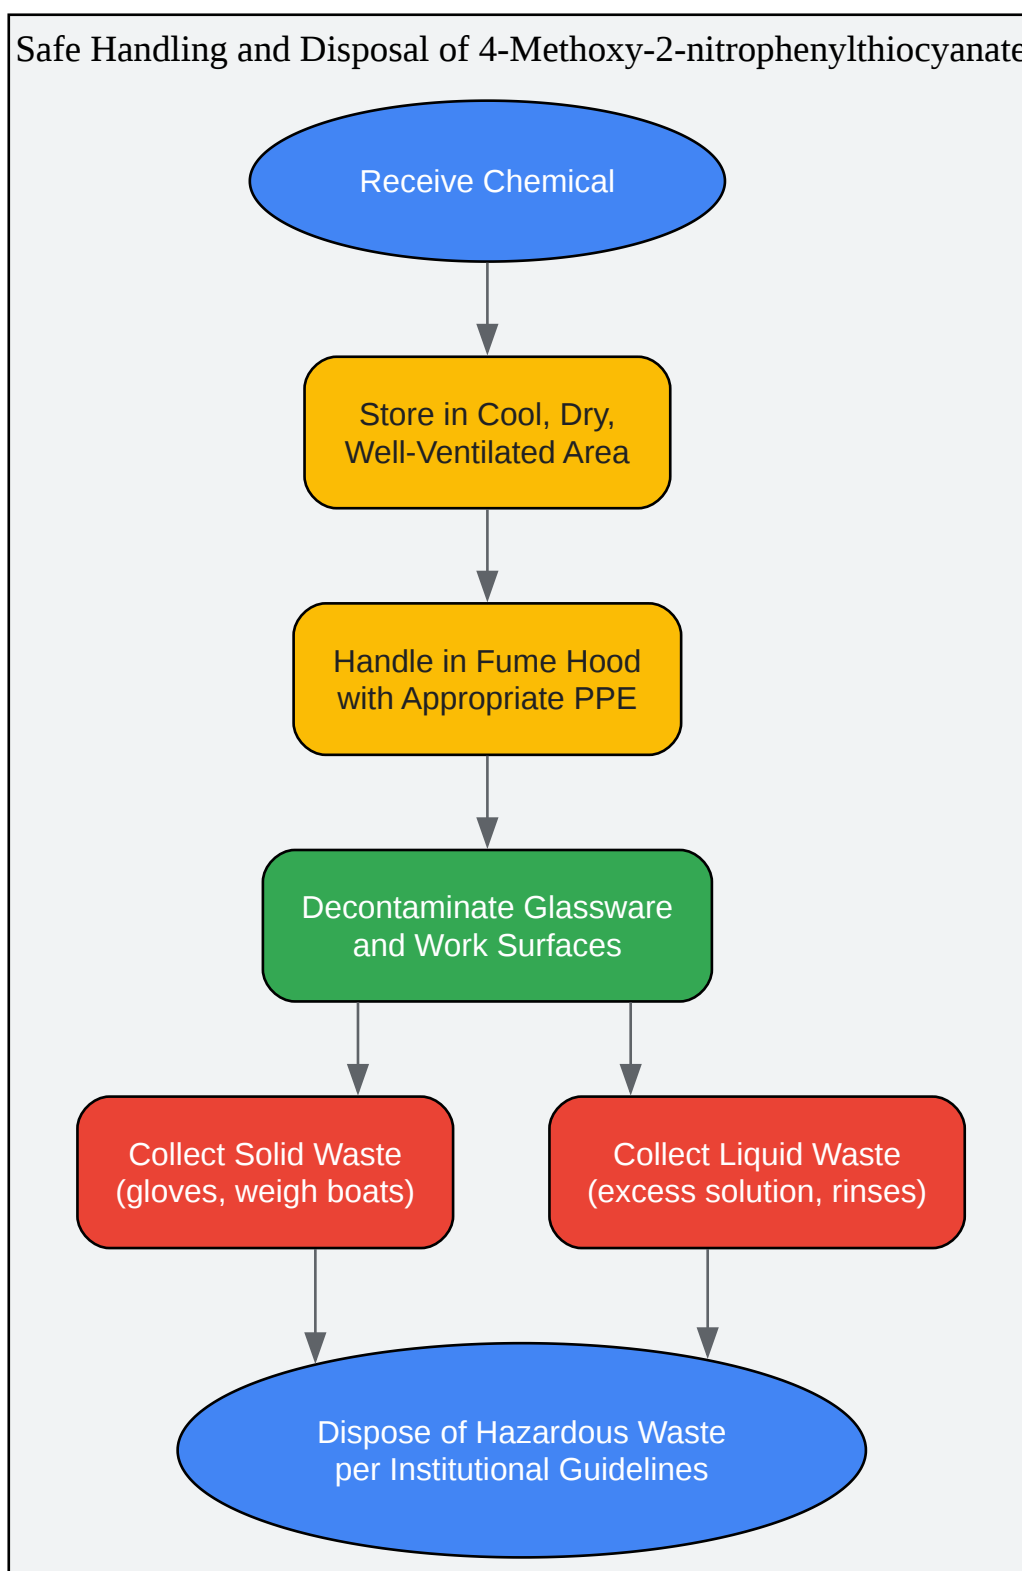 Safe Handling and Disposal of 4-Methoxy-2-nitrophenylthiocyanate
Receive Chemical
Store in Cool, Dry,
Well-Ventilated Area
Handle in Fume Hood
with Appropriate PPE
Decontaminate Glassware
and Work Surfaces
Collect Solid Waste
(gloves, weigh boats)
Collect Liquid Waste
(excess solution, rinses)
Dispose of Hazardous Waste
per Institutional Guidelines